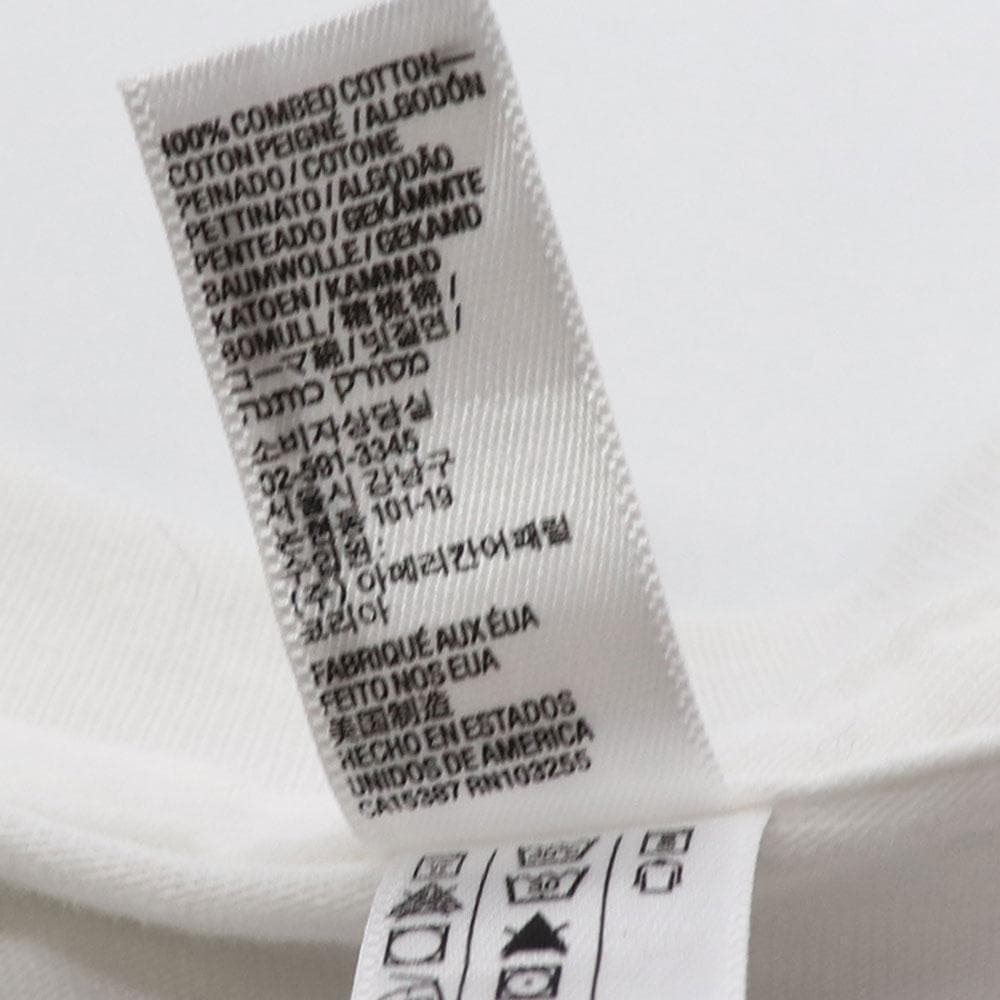 100% COMBED COTTON—
COTON PEIGNÉ / ALGODÓN
PEINADO / COTONE
PETTINATO / ALGODÃO
PENTEADO / GEKÄMMTE
BAUMWOLLE / GEKAMD
KATOEN / KAMMAD
BOMULL / 精梳棉 /
コーマ綿 / 빗질면 /
כותנה סרוקה
소비자상담실
02-591-3345
서울시 강남구
논현동 101-19
수입원:
(주) 아메리칸어패럴
코리아
FABRIQUÉ AUX ÉUA
FEITO NOS EUA
美国制造
HECHO EN ESTADOS
UNIDOS DE AMERICA
CA15387 RN103255